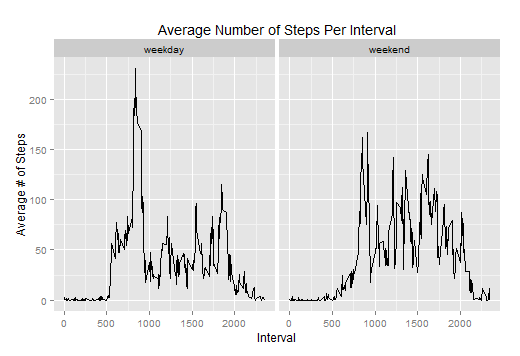 Average Number of Steps Per Interval
weekday weekend
200
150
100
50
0
Average # of Steps
0 500 1000 1500 2000 0 500 1000 1500 2000
Interval